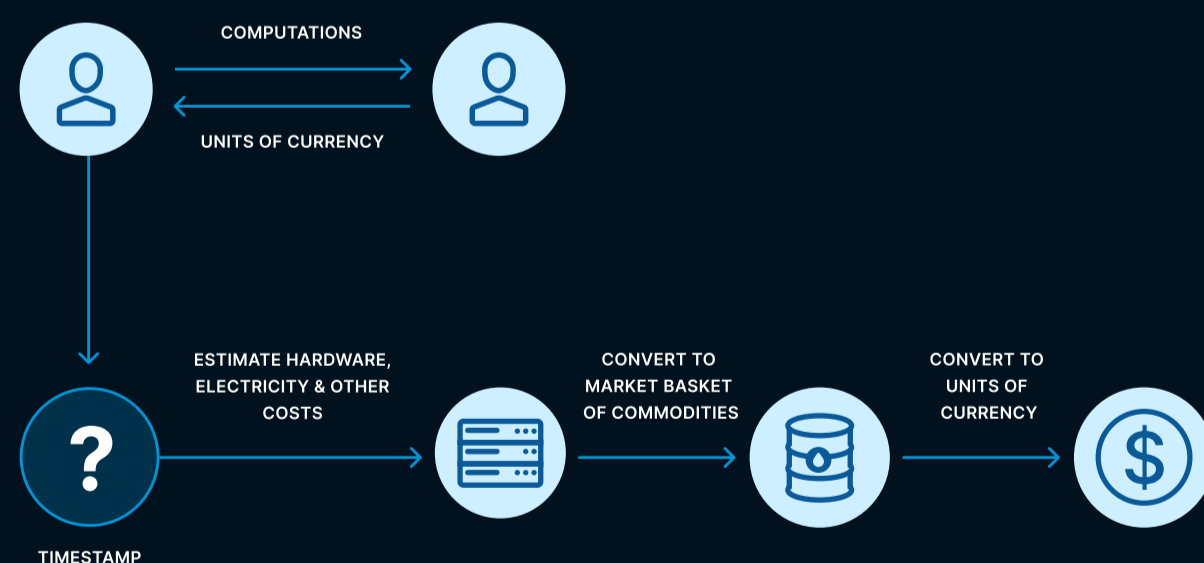 COMPUTATIONS
UNITS OF CURRENCY
ESTIMATE HARDWARE,
ELECTRICITY & OTHER
COSTS
CONVERT TO
MARKET BASKET
OF COMMODITIES
CONVERT TO
UNITS OF
CURRENCY
?
$
TIMESTAMP